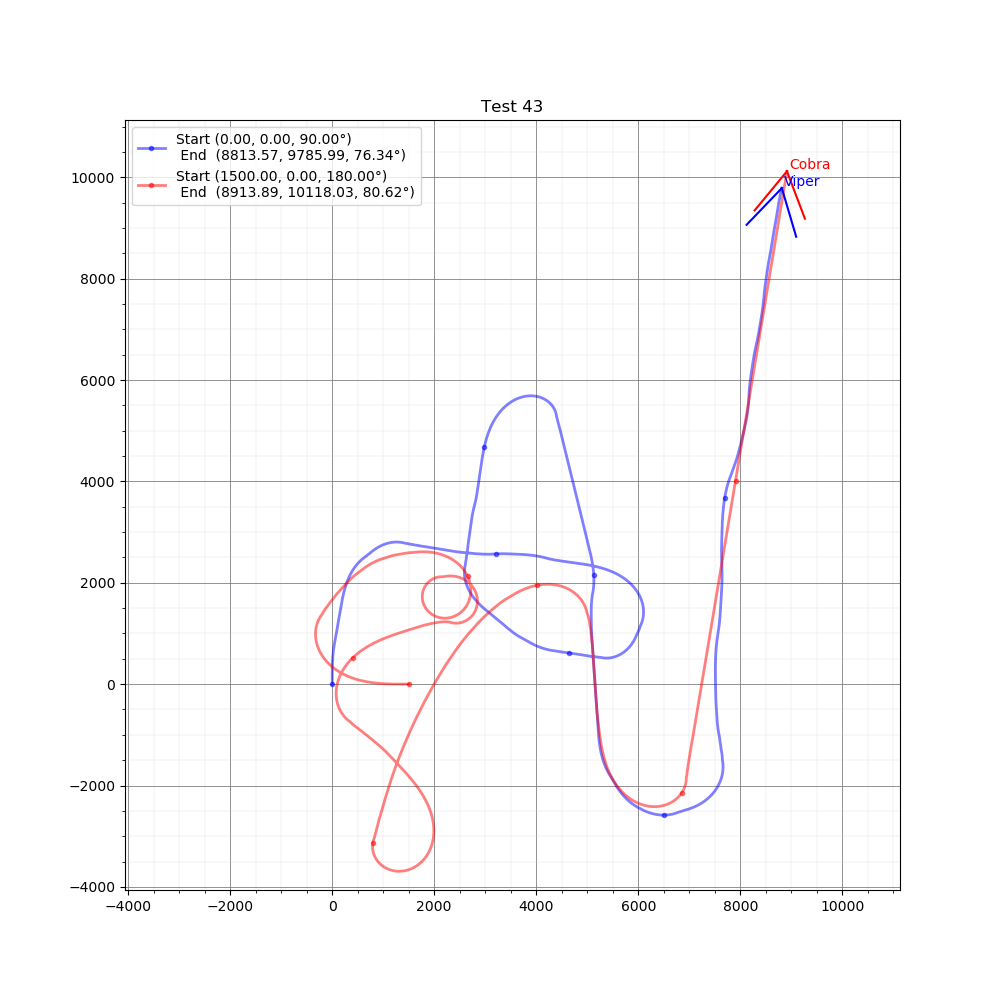 Test 43
Start (0.00, 0.00, 90.00°)
End (8813.57, 9785.99, 76.34°)
Start (1500.00, 0.00, 180.00°)
End (8913.89, 10118.03, 80.62°)
Cobra
Viper
10000
8000
6000
4000
2000
0
−2000
−4000
−4000 −2000 0 2000 4000 6000 8000 10000